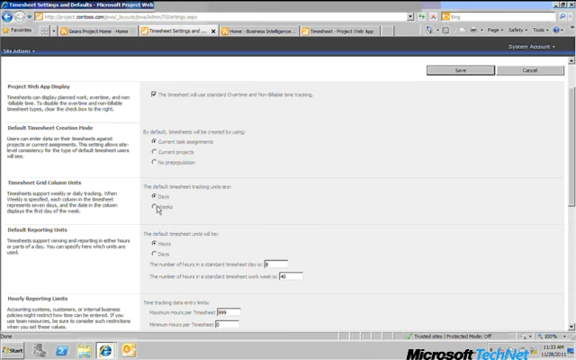 Timesheet Settings and Defaults - Microsoft Project Web
http://project.contoso.com/pwa/_layouts/pwa/Admin/TSSettings.aspx
Bing
Favorites
Gears Project Home - Home
Timesheet Settings and ...
Home - Business Intelligence...
Timesheet - Project Web App
Page
Safety
Tools
Site Actions
System Account
Save
Cancel
Project Web App Display
Timesheets can display planned work, overtime, and non
-billable time. To disable the overtime and non-billable
timesheet types, clear the check box to the right.
The timesheet will use standard Overtime and Non-Billable time tracking.
Default Timesheet Creation Mode
Users can enter data on their timesheets against
projects or current assignments. This setting allows site-
level consistency for the type of default timesheet users
will see.
By default, timesheets will be created by using:
Current task assignments
Current projects
No prepopulation
Timesheet Grid Column Units
Timesheets support weekly or daily tracking. When
Weeks is specified, each column in the timesheet
represents seven days, and the date in the column
displays the first day of the week.
The default timesheet tracking units are:
Days
Weeks
Default Reporting Units
Timesheets support viewing and reporting in either hours
or parts of a day. You can specify here which units are
used.
The default timesheet units will be:
Hours
Days
The number of hours in a standard timesheet day is: 8
The number of hours in a standard timesheet work week is: 40
Hourly Reporting Limits
Accounting systems, customers, or internal business
policies might restrict how time can be entered. If you
use team resources, be sure to consider such restrictions
when you set these values.
Time tracking data entry limits:
Maximum Hours per Timesheet 999
Minimum Hours per Timesheet 0
Done
Trusted sites | Protected Mode: Off
100%
Start
11:33 AM
Microsoft TechNet